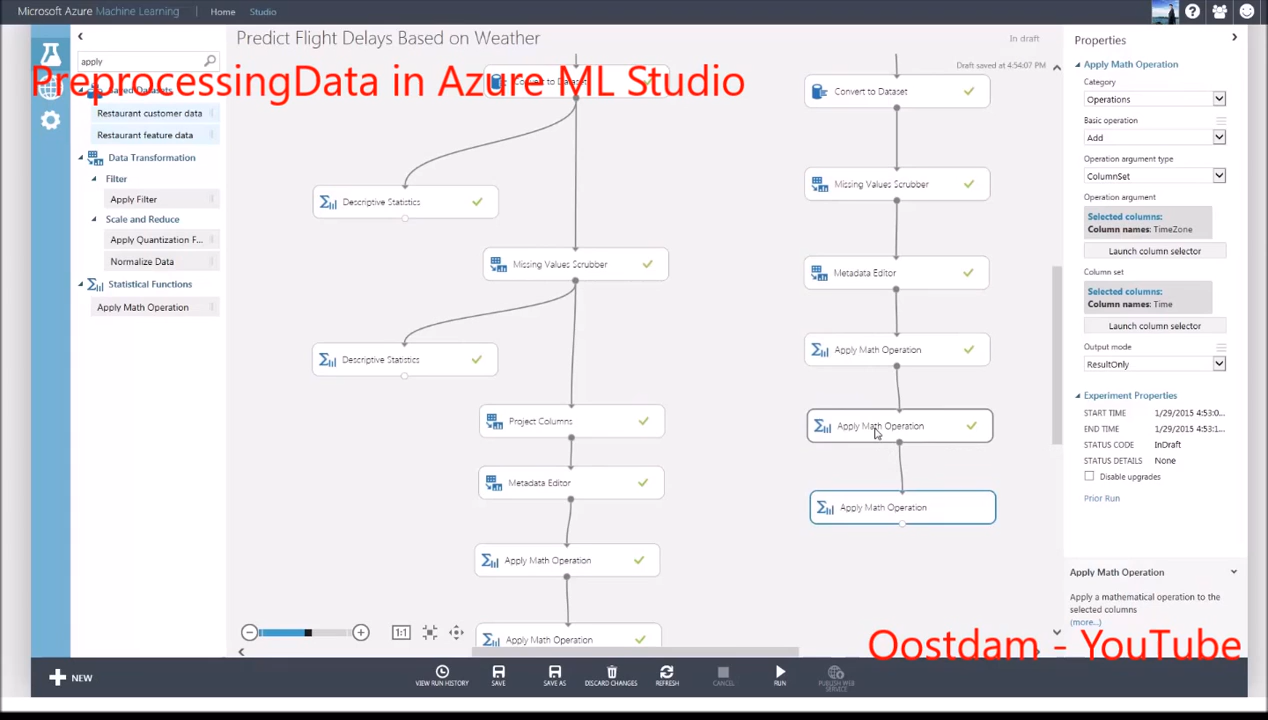 Microsoft Azure Machine Learning
Home
Studio
Predict Flight Delays Based on Weather
In draft
Draft saved at 4:54:07 PM
PreprocessingData in Azure ML Studio
apply
Saved Datasets
Restaurant customer data
Restaurant feature data
Data Transformation
Filter
Apply Filter
Scale and Reduce
Apply Quantization F...
Normalize Data
Statistical Functions
Apply Math Operation
Convert to Dataset
Descriptive Statistics
Missing Values Scrubber
Descriptive Statistics
Project Columns
Metadata Editor
Apply Math Operation
Apply Math Operation
Convert to Dataset
Missing Values Scrubber
Metadata Editor
Apply Math Operation
Apply Math Operation
Apply Math Operation
Properties
Apply Math Operation
Category
Operations
Basic operation
Add
Operation argument type
ColumnSet
Operation argument
Selected columns:
Column names: TimeZone
Launch column selector
Column set
Selected columns:
Column names: Time
Launch column selector
Output mode
ResultOnly
Experiment Properties
START TIME 1/29/2015 4:53:0...
END TIME 1/29/2015 4:53:1...
STATUS CODE InDraft
STATUS DETAILS None
Disable upgrades
Prior Run
Apply Math Operation
Apply a mathematical operation to the
selected columns
(more...)
1:1
Oostdam - YouTube
NEW
VIEW RUN HISTORY
SAVE
SAVE AS
DISCARD CHANGES
REFRESH
CANCEL
RUN
PUBLISH WEB
SERVICE